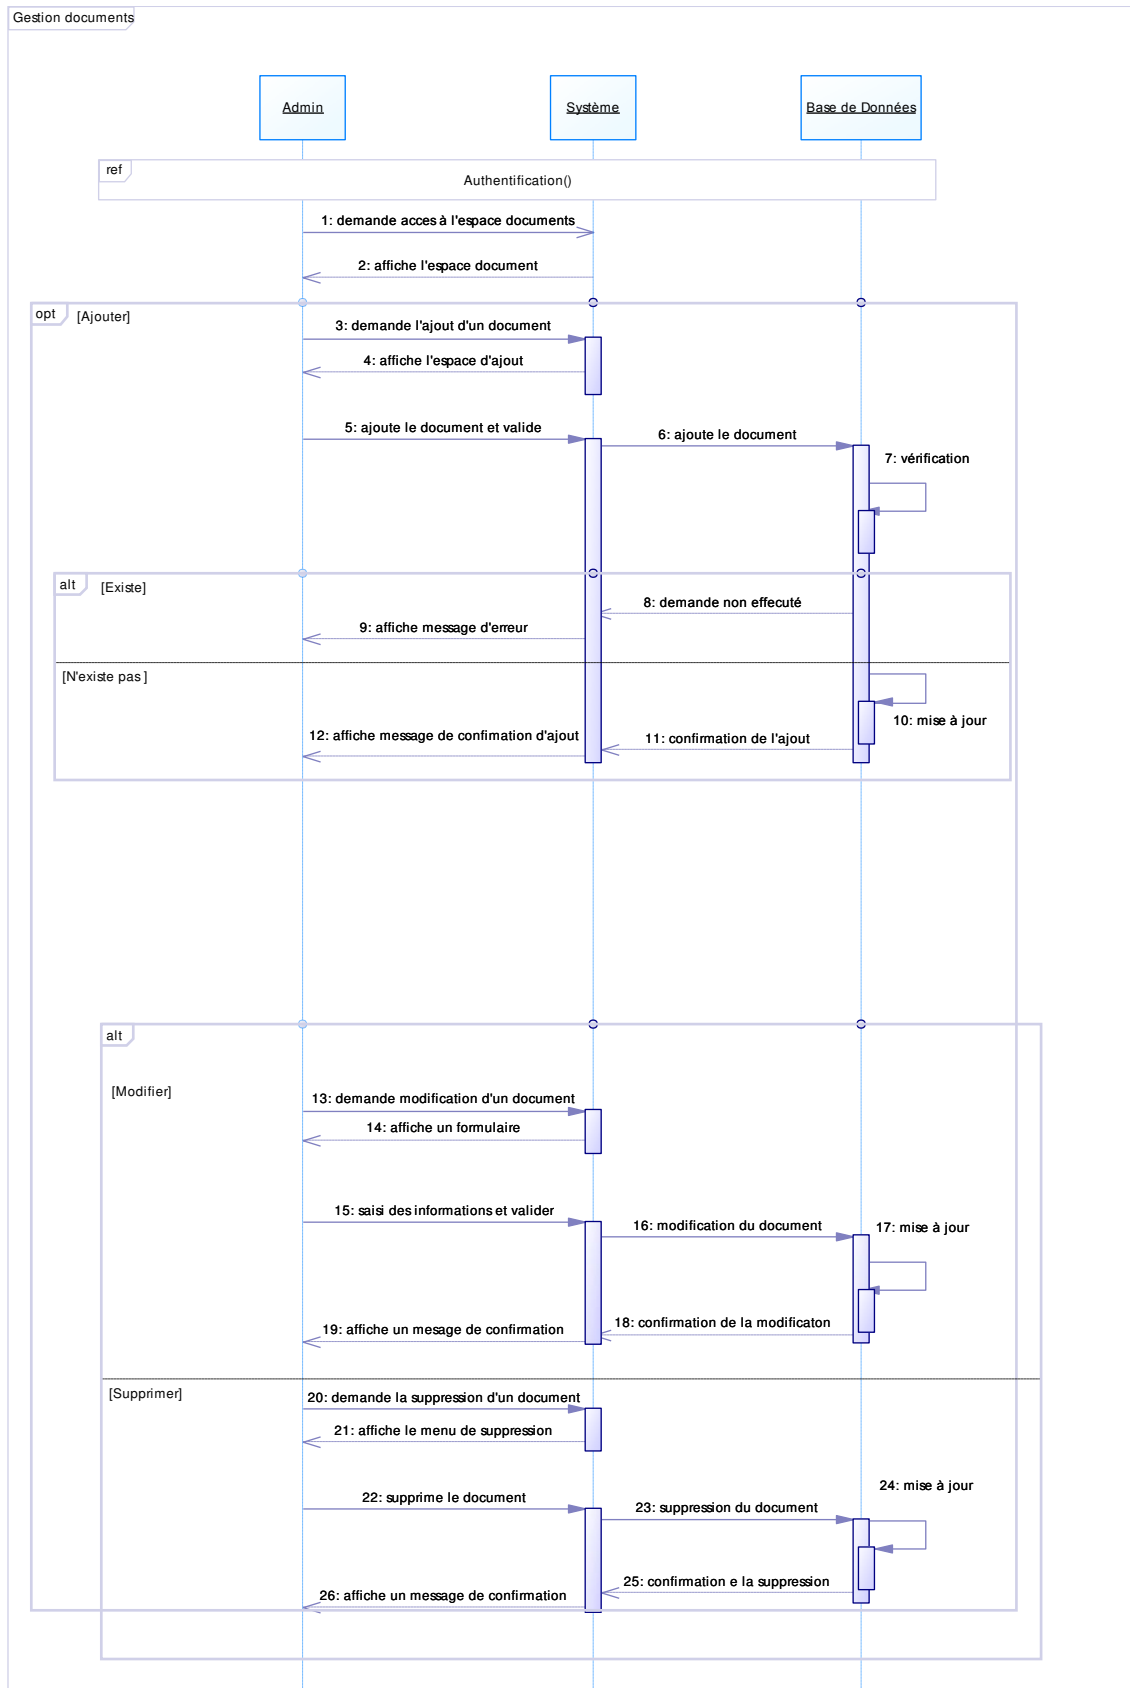 Gestion documents
Admin
Système
Base de Données
ref
Authentification()
1: demande acces à l'espace documents
2: affiche l'espace document
opt
[Ajouter]
3: demande l'ajout d'un document
4: affiche l'espace d'ajout
5: ajoute le document et valide
6: ajoute le document
7: vérification
alt
[Existe]
8: demande non effecuté
9: affiche message d'erreur
[N'existe pas ]
10: mise à jour
11: confirmation de l'ajout
12: affiche message de confimation d'ajout
alt
[Modifier]
13: demande modification d'un document
14: affiche un formulaire
15: saisi des informations et valider
16: modification du document
17: mise à jour
18: confirmation de la modificaton
19: affiche un mesage de confirmation
[Supprimer]
20: demande la suppression d'un document
21: affiche le menu de suppression
22: supprime le document
23: suppression du document
24: mise à jour
25: confirmation e la suppression
26: affiche un message de confirmation